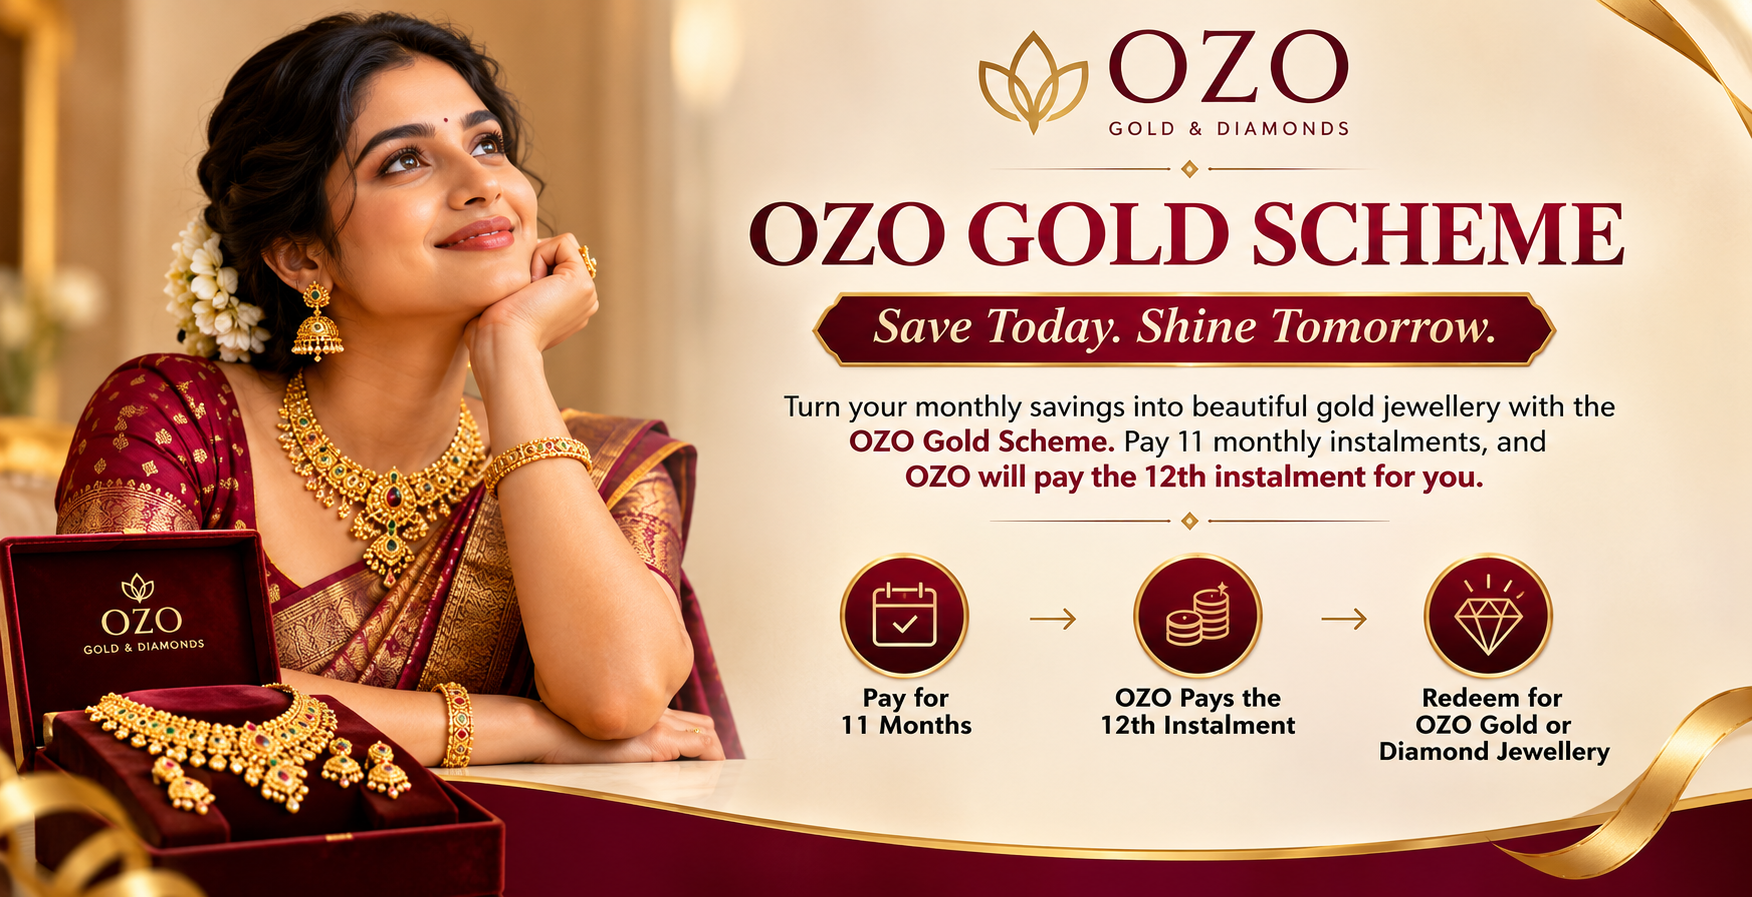 OZO
GOLD & DIAMONDS
OZO GOLD SCHEME
Save Today. Shine Tomorrow.
Turn your monthly savings into beautiful gold jewellery with the
OZO Gold Scheme. Pay 11 monthly instalments, and
OZO will pay the 12th instalment for you.
Pay for
11 Months
OZO Pays the
12th Instalment
Redeem for
OZO Gold or
Diamond Jewellery
OZO
GOLD & DIAMONDS